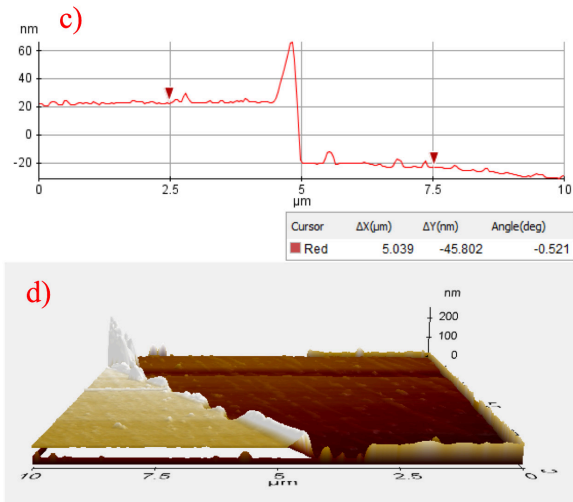 c)
nm
60
40
20
0
-20
0 2.5 5 7.5 10
µm
Cursor ΔX(µm) ΔY(nm) Angle(deg)
Red 5.039 -45.802 -0.521
d)
nm
200
100
0
10 7.5 5 2.5 0
µm